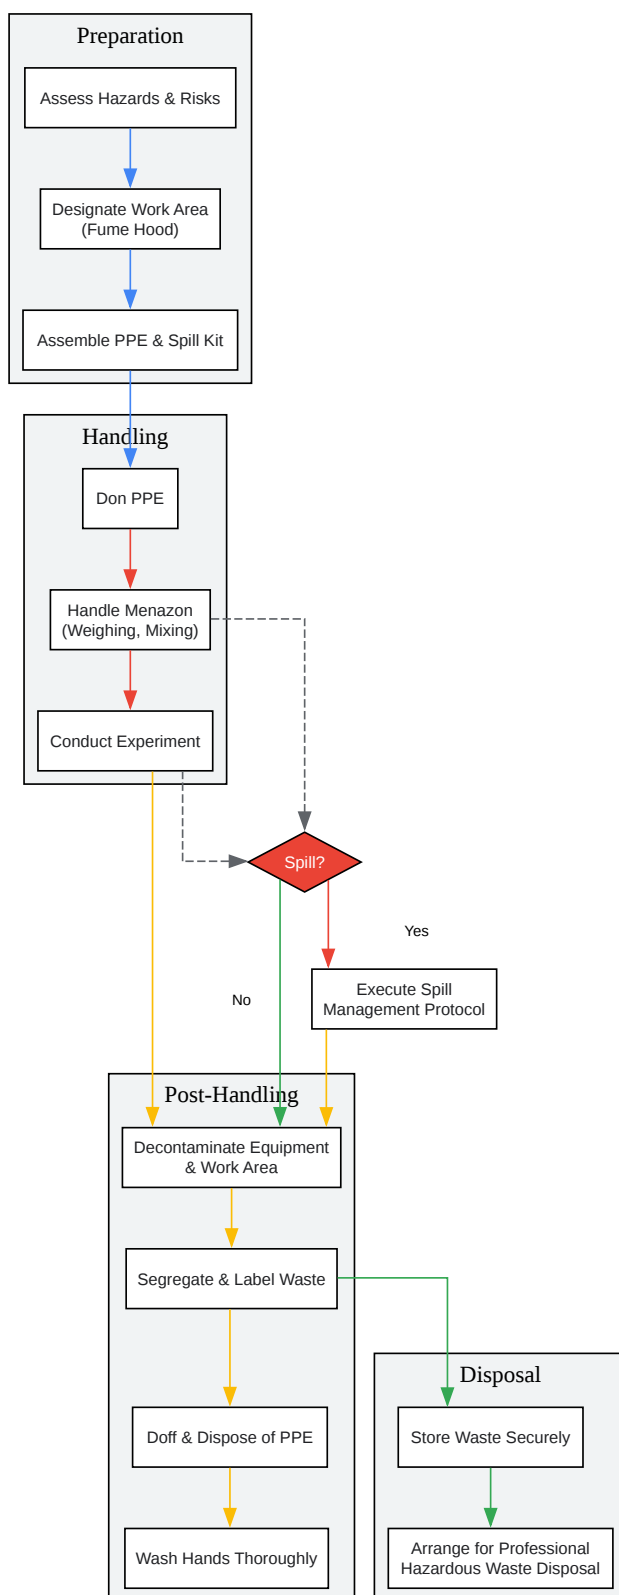 Preparation
Assess Hazards & Risks
Designate Work Area
(Fume Hood)
Assemble PPE & Spill Kit
Handling
Don PPE
Handle Menazon
(Weighing, Mixing)
Conduct Experiment
Spill?
Yes
No
Execute Spill
Management Protocol
Post-Handling
Decontaminate Equipment
& Work Area
Segregate & Label Waste
Doff & Dispose of PPE
Wash Hands Thoroughly
Disposal
Store Waste Securely
Arrange for Professional
Hazardous Waste Disposal